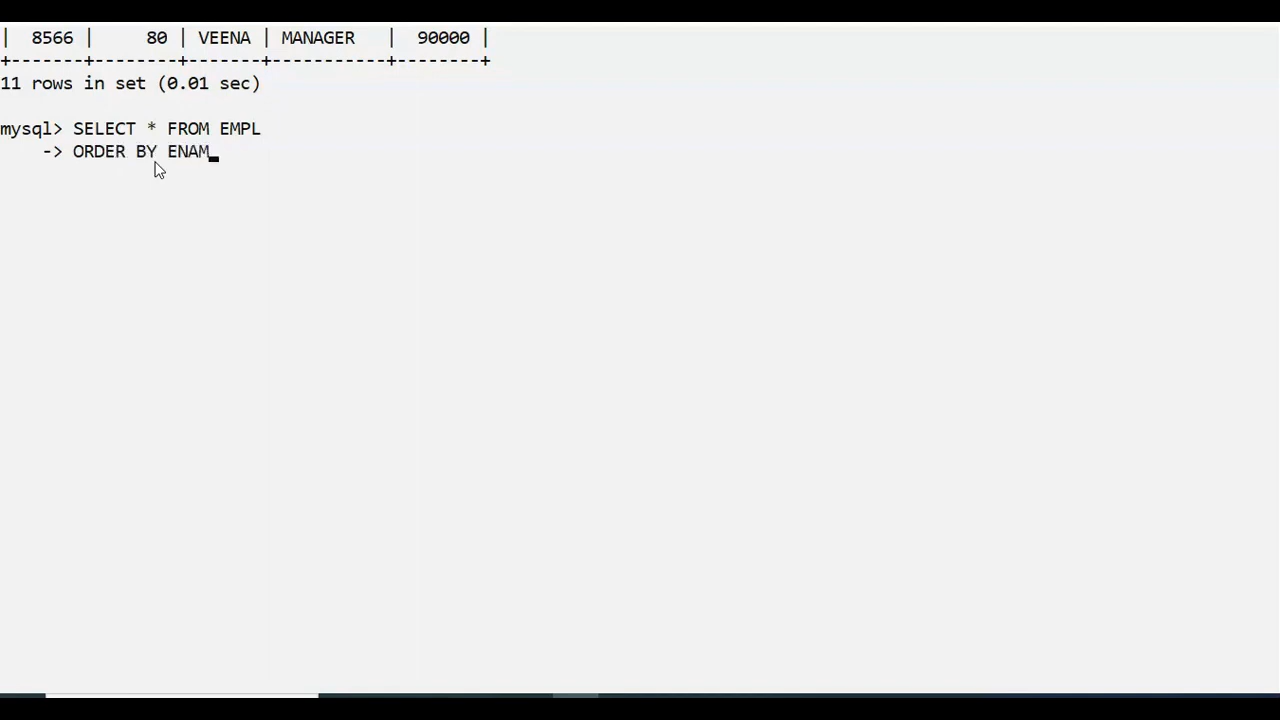 |  8566 |     80 | VEENA | MANAGER   |  90000 |
+-------+--------+-------+-----------+--------+
11 rows in set (0.01 sec)
mysql> SELECT * FROM EMPL
    -> ORDER BY ENAM